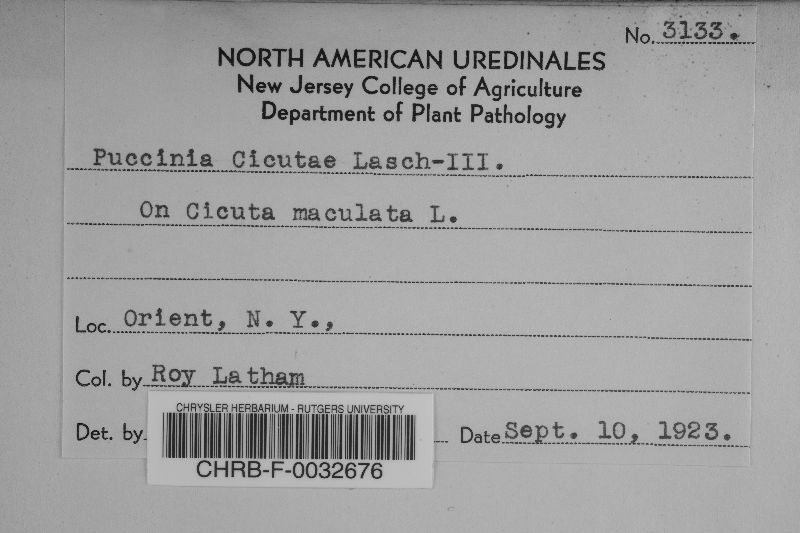 No. 3133.
NORTH AMERICAN UREDINALES
New Jersey College of Agriculture
Department of Plant Pathology
Puccinia Cicutae Lasch-III.
On Cicuta maculata L.
Loc. Orient, N. Y.,
Col. by Roy Latham
Det. by
Date Sept. 10, 1923.
CHRYSLER HERBARIUM - RUTGERS UNIVERSITY
CHRB-F-0032676